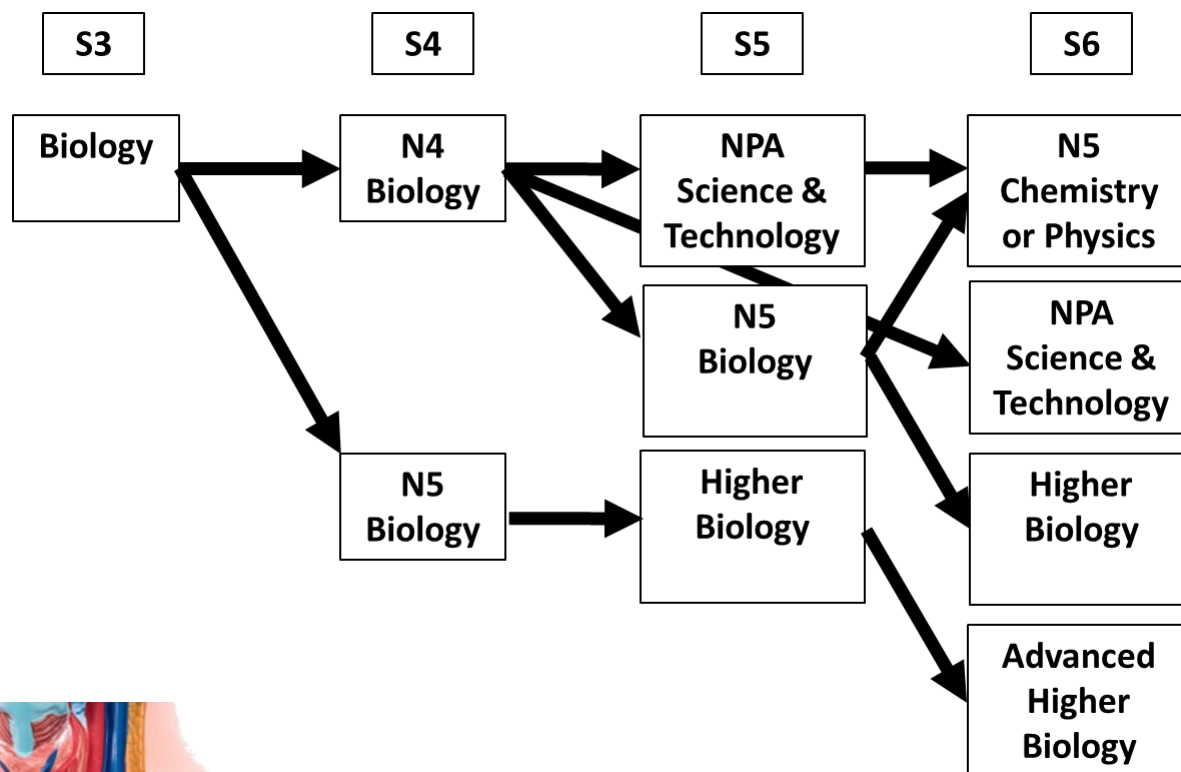 S3
S4
S5
S6
Biology
N4
Biology
NPA
Science &
Technology
N5
Chemistry
or Physics
N5
Biology
NPA
Science &
Technology
N5
Biology
Higher
Biology
Higher
Biology
Advanced
Higher
Biology